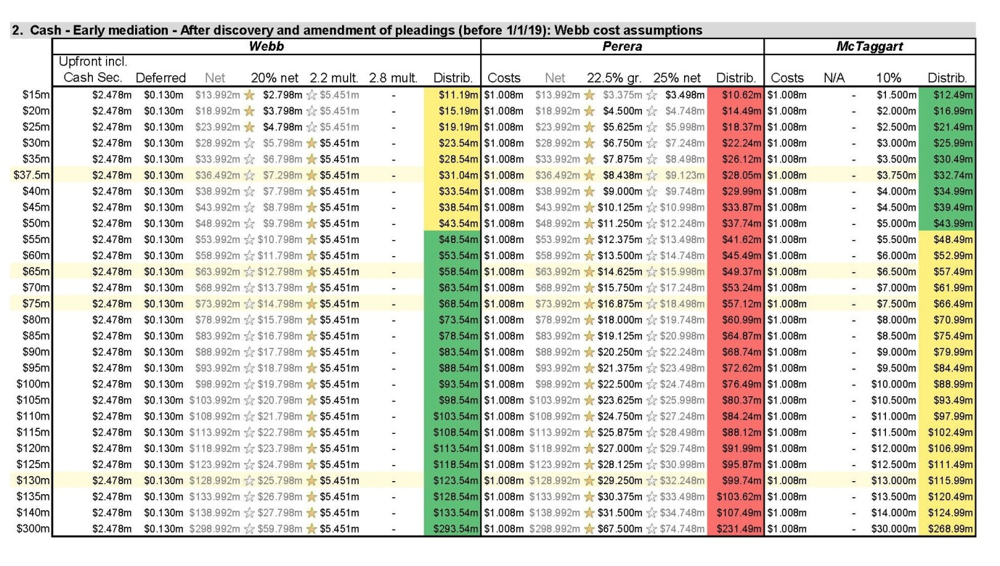 2. Cash - Early mediation - After discovery and amendment of pleadings (before 1/1/19): Webb cost assumptions
Webb Perera McTaggart
Upfront incl.
Cash Sec. Deferred Net 20% net 2.2 mult. 2.8 mult. Distrib. Costs Net 22.5% gr. 25% net Distrib. Costs N/A 10% Distrib.
$15m $2.478m $0.130m $13.992m $2.798m $5.451m - $11.19m $1.008m $13.992m $3.375m $3.498m $10.62m $1.008m - $1.500m $12.49m
$20m $2.478m $0.130m $18.992m $3.798m $5.451m - $15.19m $1.008m $18.992m $4.500m $4.748m $14.49m $1.008m - $2.000m $16.99m
$25m $2.478m $0.130m $23.992m $4.798m $5.451m - $19.19m $1.008m $23.992m $5.625m $5.998m $18.37m $1.008m - $2.500m $21.49m
$30m $2.478m $0.130m $28.992m $5.798m $5.451m - $23.54m $1.008m $28.992m $6.750m $7.248m $22.24m $1.008m - $3.000m $25.99m
$35m $2.478m $0.130m $33.992m $6.798m $5.451m - $28.54m $1.008m $33.992m $7.875m $8.498m $26.12m $1.008m - $3.500m $30.49m
$37.5m $2.478m $0.130m $36.492m $7.298m $5.451m - $31.04m $1.008m $36.492m $8.438m $9.123m $28.05m $1.008m - $3.750m $32.74m
$40m $2.478m $0.130m $38.992m $7.798m $5.451m - $33.54m $1.008m $38.992m $9.000m $9.748m $29.99m $1.008m - $4.000m $34.99m
$45m $2.478m $0.130m $43.992m $8.798m $5.451m - $38.54m $1.008m $43.992m $10.125m $10.998m $33.87m $1.008m - $4.500m $39.49m
$50m $2.478m $0.130m $48.992m $9.798m $5.451m - $43.54m $1.008m $48.992m $11.250m $12.248m $37.74m $1.008m - $5.000m $43.99m
$55m $2.478m $0.130m $53.992m $10.798m $5.451m - $48.54m $1.008m $53.992m $12.375m $13.498m $41.62m $1.008m - $5.500m $48.49m
$60m $2.478m $0.130m $58.992m $11.798m $5.451m - $53.54m $1.008m $58.992m $13.500m $14.748m $45.49m $1.008m - $6.000m $52.99m
$65m $2.478m $0.130m $63.992m $12.798m $5.451m - $58.54m $1.008m $63.992m $14.625m $15.998m $49.37m $1.008m - $6.500m $57.49m
$70m $2.478m $0.130m $68.992m $13.798m $5.451m - $63.54m $1.008m $68.992m $15.750m $17.248m $53.24m $1.008m - $7.000m $61.99m
$75m $2.478m $0.130m $73.992m $14.798m $5.451m - $68.54m $1.008m $73.992m $16.875m $18.498m $57.12m $1.008m - $7.500m $66.49m
$80m $2.478m $0.130m $78.992m $15.798m $5.451m - $73.54m $1.008m $78.992m $18.000m $19.748m $60.99m $1.008m - $8.000m $70.99m
$85m $2.478m $0.130m $83.992m $16.798m $5.451m - $78.54m $1.008m $83.992m $19.125m $20.998m $64.87m $1.008m - $8.500m $75.49m
$90m $2.478m $0.130m $88.992m $17.798m $5.451m - $83.54m $1.008m $88.992m $20.250m $22.248m $68.74m $1.008m - $9.000m $79.99m
$95m $2.478m $0.130m $93.992m $18.798m $5.451m - $88.54m $1.008m $93.992m $21.375m $23.498m $72.62m $1.008m - $9.500m $84.49m
$100m $2.478m $0.130m $98.992m $19.798m $5.451m - $93.54m $1.008m $98.992m $22.500m $24.748m $76.49m $1.008m - $10.000m $88.99m
$105m $2.478m $0.130m $103.992m $20.798m $5.451m - $98.54m $1.008m $103.992m $23.625m $25.998m $80.37m $1.008m - $10.500m $93.49m
$110m $2.478m $0.130m $108.992m $21.798m $5.451m - $103.54m $1.008m $108.992m $24.750m $27.248m $84.24m $1.008m - $11.000m $97.99m
$115m $2.478m $0.130m $113.992m $22.798m $5.451m - $108.54m $1.008m $113.992m $25.875m $28.498m $88.12m $1.008m - $11.500m $102.49m
$120m $2.478m $0.130m $118.992m $23.798m $5.451m - $113.54m $1.008m $118.992m $27.000m $29.748m $91.99m $1.008m - $12.000m $106.99m
$125m $2.478m $0.130m $123.992m $24.798m $5.451m - $118.54m $1.008m $123.992m $28.125m $30.998m $95.87m $1.008m - $12.500m $111.49m
$130m $2.478m $0.130m $128.992m $25.798m $5.451m - $123.54m $1.008m $128.992m $29.250m $32.248m $99.74m $1.008m - $13.000m $115.99m
$135m $2.478m $0.130m $133.992m $26.798m $5.451m - $128.54m $1.008m $133.992m $30.375m $33.498m $103.62m $1.008m - $13.500m $120.49m
$140m $2.478m $0.130m $138.992m $27.798m $5.451m - $133.54m $1.008m $138.992m $31.500m $34.748m $107.49m $1.008m - $14.000m $124.99m
$300m $2.478m $0.130m $298.992m $59.798m $5.451m - $293.54m $1.008m $298.992m $67.500m $74.748m $231.49m $1.008m - $30.000m $268.99m